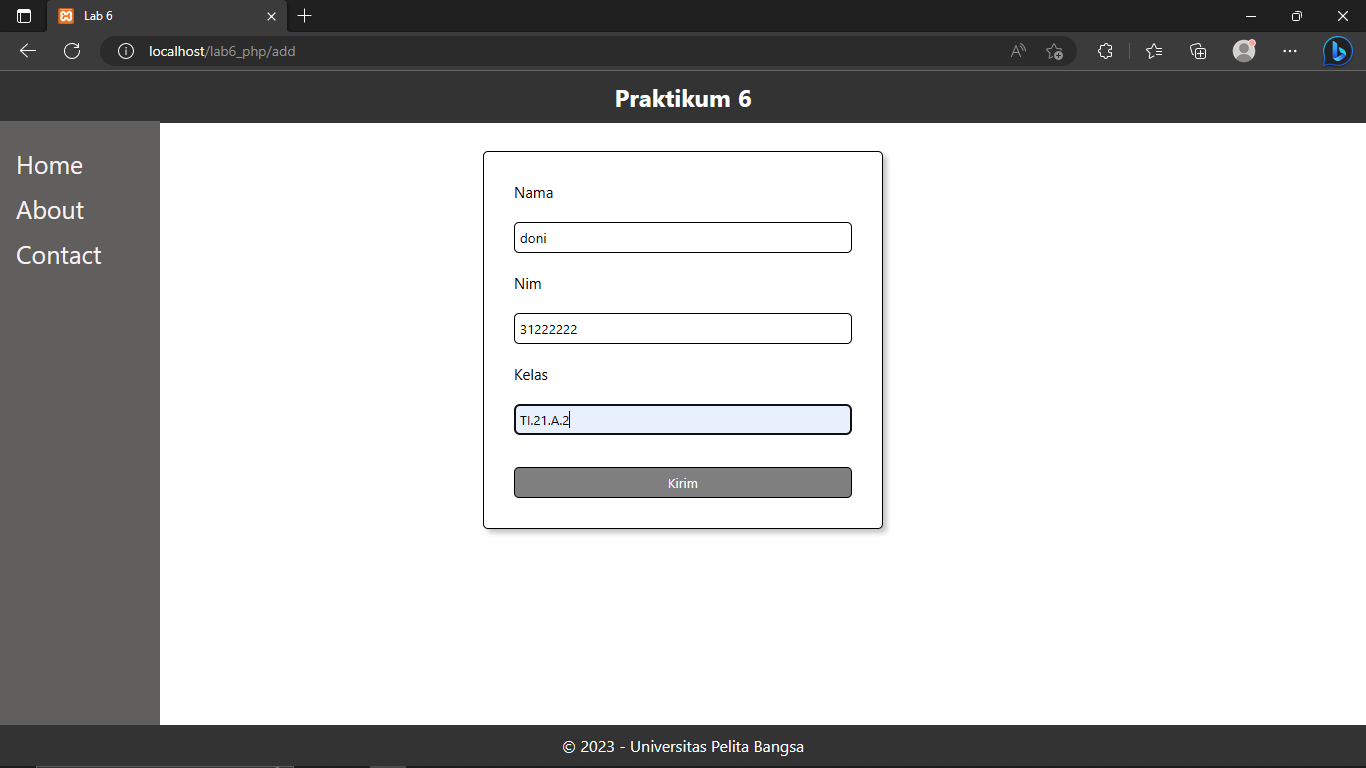 Lab 6
localhost/lab6_php/add
Praktikum 6
Home
About
Contact
Nama
doni
Nim
31222222
Kelas
TI.21.A.2
Kirim
© 2023 - Universitas Pelita Bangsa